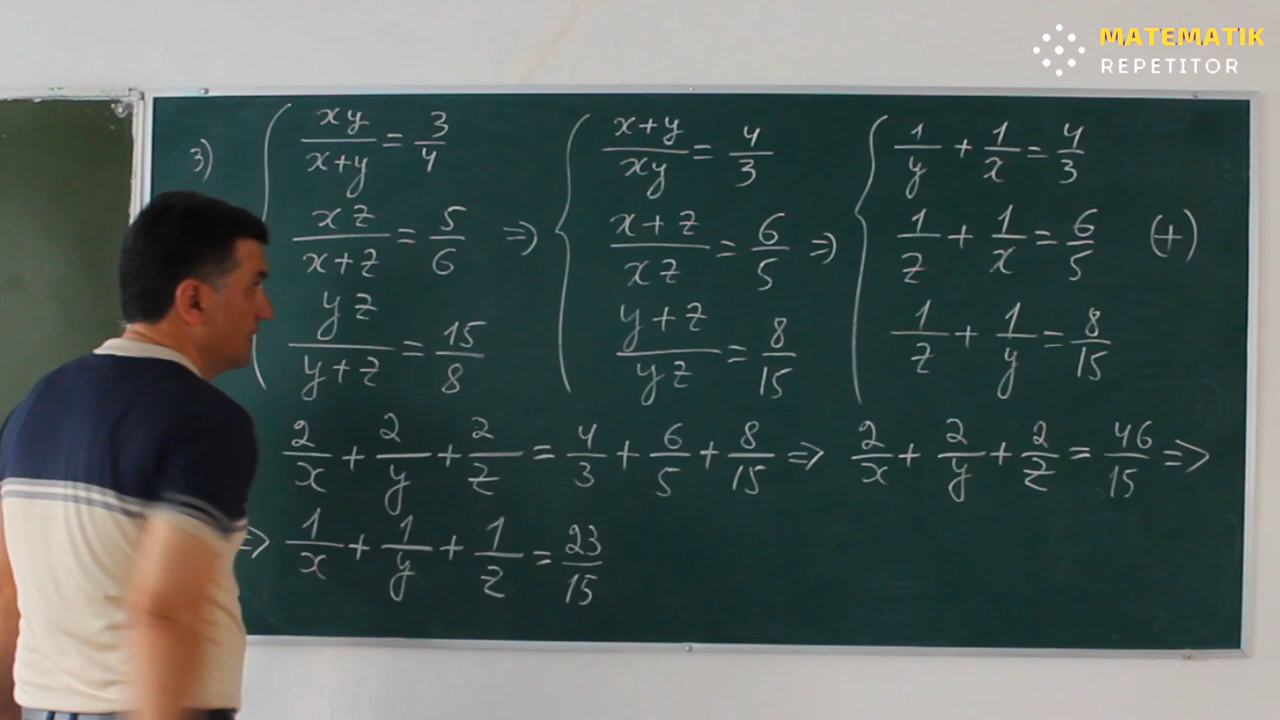 MATEMATIK
REPETITOR
3) { xy/(x+y) = 3/4 { (x+y)/xy = 4/3 { 1/y + 1/x = 4/3
xz/(x+z) = 5/6 ⇒ (x+z)/xz = 6/5 ⇒ 1/z + 1/x = 6/5 (+)
yz/(y+z) = 15/8 (y+z)/yz = 8/15 1/z + 1/y = 8/15
2/x + 2/y + 2/z = 4/3 + 6/5 + 8/15 ⇒ 2/x + 2/y + 2/z = 46/15 ⇒
⇒ 1/x + 1/y + 1/z = 23/15